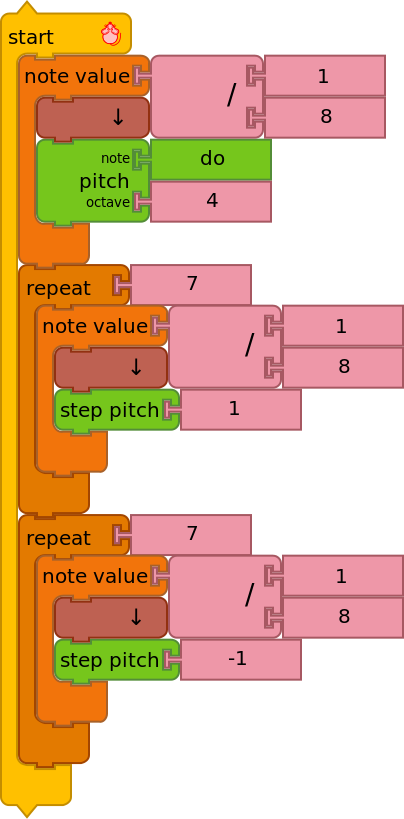 start
note value / 1
8
↓
note do
pitch
octave 4
repeat 7
note value / 1
↓ 8
step pitch 1
repeat 7
note value / 1
↓ 8
step pitch -1